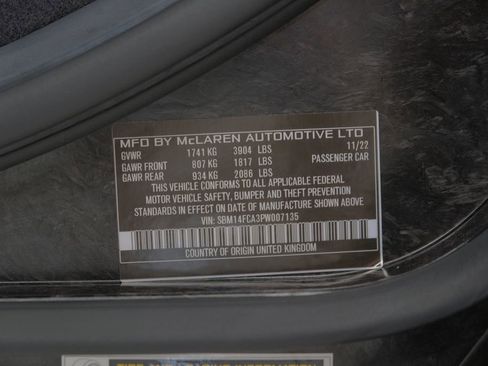 MFD BY McLAREN AUTOMOTIVE LTD
GVWR 1741 KG 3904 LBS 11/22
GAWR FRONT 807 KG 1817 LBS PASSENGER CAR
GAWR REAR 934 KG 2086 LBS
THIS VEHICLE CONFORMS TO ALL APPLICABLE FEDERAL
MOTOR VEHICLE SAFETY, BUMPER AND THEFT PREVENTION
STANDARDS IN EFFECT ON DATE OF MANUFACTURE SHOWN ABOVE
VIN: SBM14FCA3PW007135
COUNTRY OF ORIGIN UNITED KINGDOM